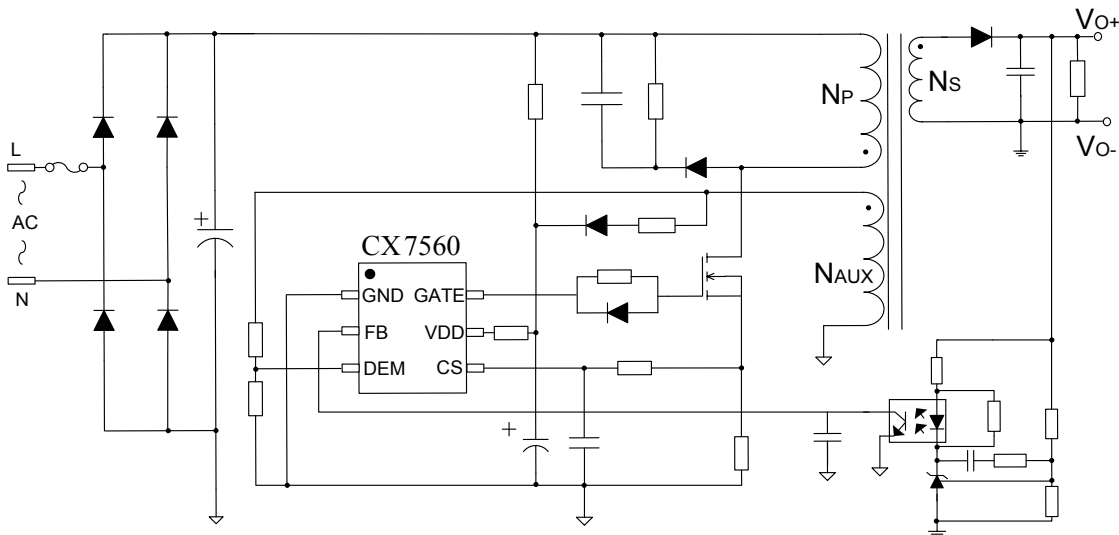 VO+
NP
NS
VO-
L
AC
N
+
CX7560
GND GATE
FB VDD
DEM CS
NAUX
+